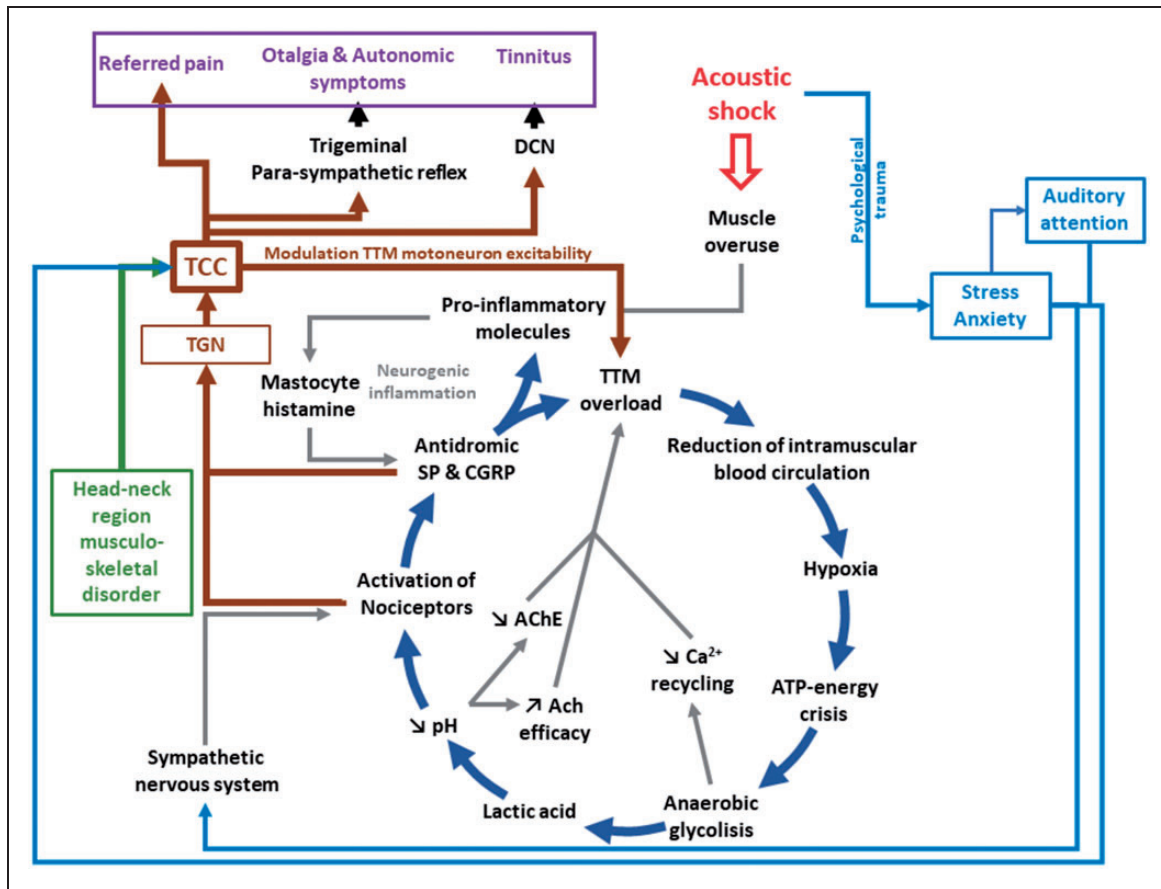 Referred pain
Otalgia & Autonomic
symptoms
Tinnitus
Acoustic
shock
Trigeminal
Para-sympathetic reflex
DCN
Psychological
trauma
Auditory
attention
Muscle
overuse
TCC
Modulation TTM motoneuron excitability
Stress
Anxiety
Pro-inflammatory
molecules
TGN
Neurogenic
inflammation
Mastocyte
histamine
TTM
overload
Antidromic
SP & CGRP
Reduction of intramuscular
blood circulation
Head-neck
region
musculo-
skeletal
disorder
Activation of
Nociceptors
Hypoxia
↘ AChE
↘ Ca²⁺
recycling
ATP-energy
crisis
↘ pH
↗ Ach
efficacy
Sympathetic
nervous system
Lactic acid
Anaerobic
glycolisis